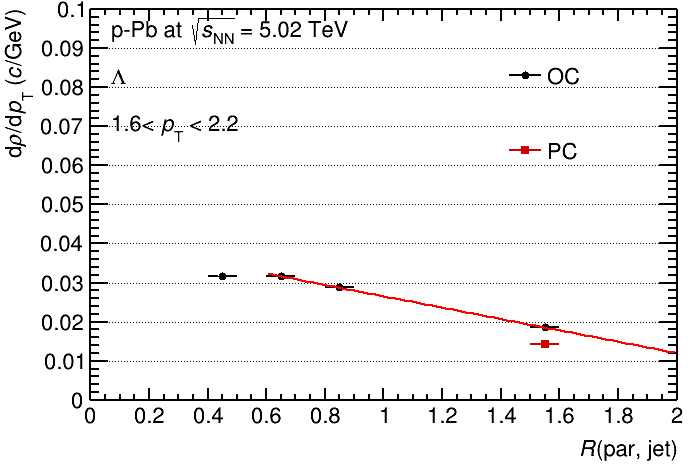 0.1
p-Pb at √sNN = 5.02 TeV
0.09
Λ
OC
0.08
dρ/dpT (c/GeV)
0.07
1.6< pT < 2.2
PC
0.06
0.05
0.04
0.03
0.02
0.01
0
0 0.2 0.4 0.6 0.8 1 1.2 1.4 1.6 1.8 2
R(par, jet)